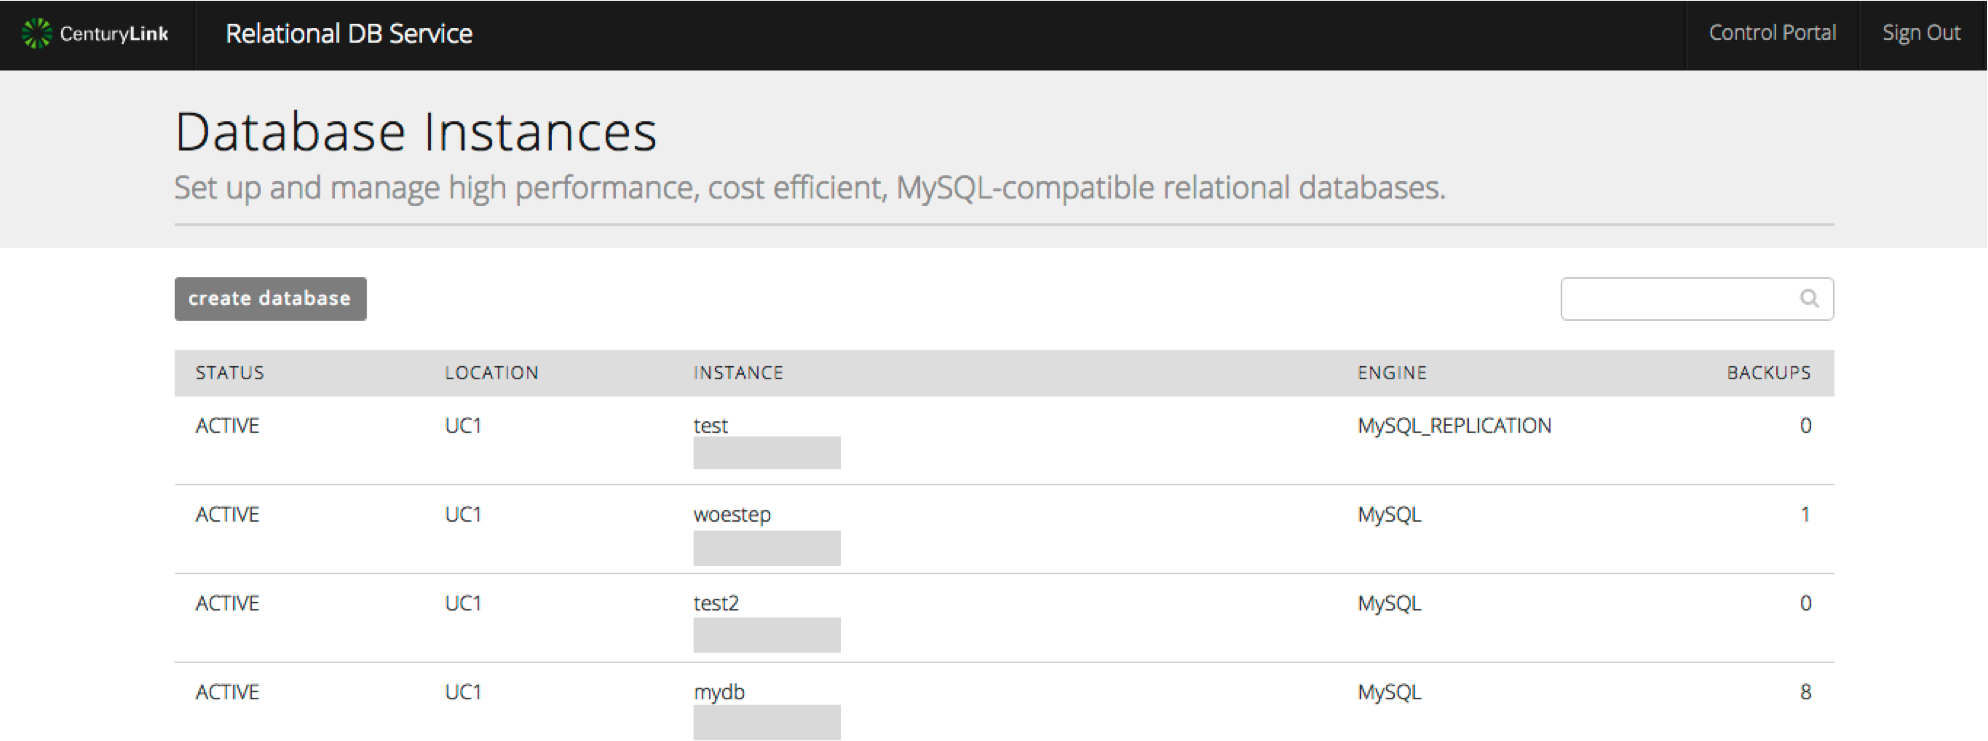 CenturyLink Relational DB Service Control Portal Sign Out
Database Instances
Set up and manage high performance, cost efficient, MySQL-compatible relational databases.
create database
STATUS LOCATION INSTANCE ENGINE BACKUPS
ACTIVE UC1 test MySQL_REPLICATION 0
ACTIVE UC1 woestep MySQL 1
ACTIVE UC1 test2 MySQL 0
ACTIVE UC1 mydb MySQL 8